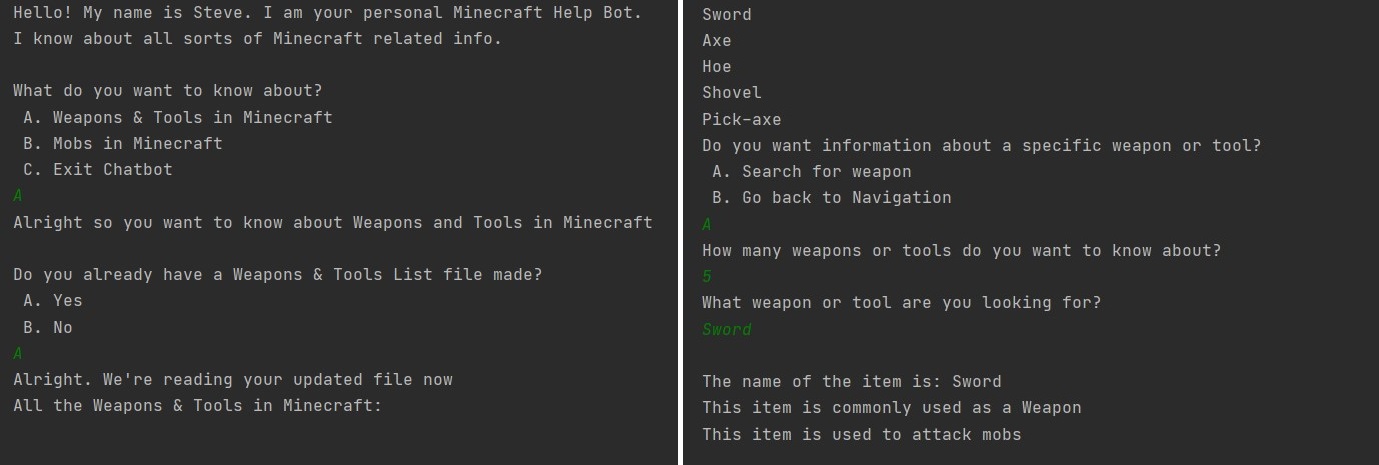 Hello! My name is Steve. I am your personal Minecraft Help Bot.
I know about all sorts of Minecraft related info.
What do you want to know about?
A. Weapons & Tools in Minecraft
B. Mobs in Minecraft
C. Exit Chatbot
A
Alright so you want to know about Weapons and Tools in Minecraft
Do you already have a Weapons & Tools List file made?
A. Yes
B. No
A
Alright. We're reading your updated file now
All the Weapons & Tools in Minecraft:
Sword
Axe
Hoe
Shovel
Pick-axe
Do you want information about a specific weapon or tool?
A. Search for weapon
B. Go back to Navigation
A
How many weapons or tools do you want to know about?
5
What weapon or tool are you looking for?
Sword
The name of the item is: Sword
This item is commonly used as a Weapon
This item is used to attack mobs